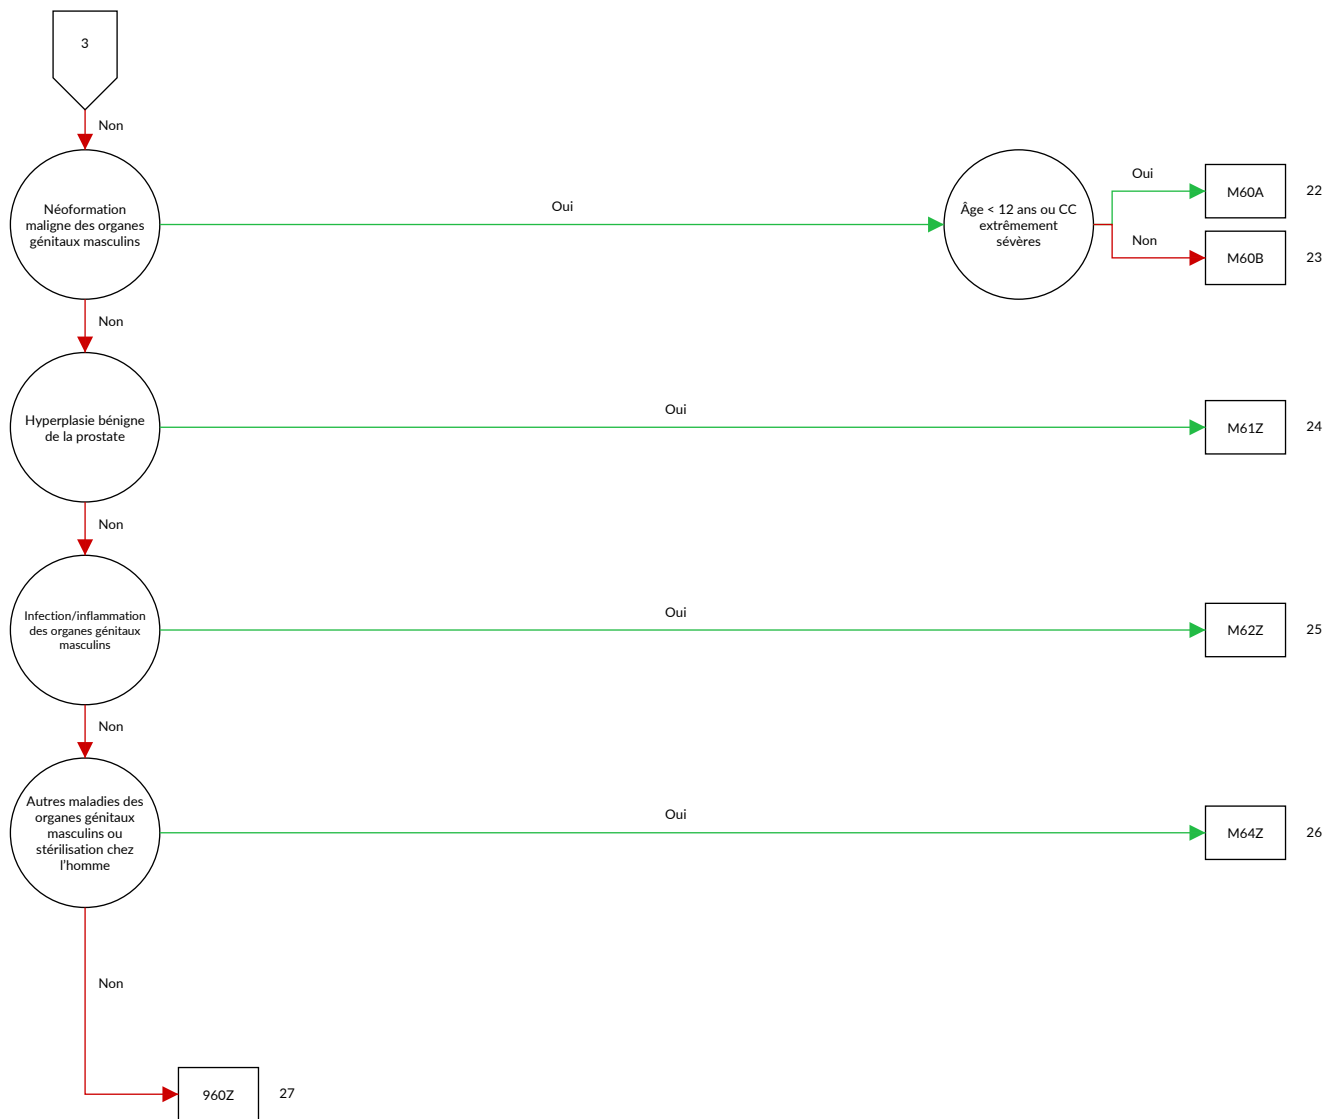 3
Non
Néoformation
maligne des organes
génitaux masculins
Oui
Âge < 12 ans ou CC
extrêmement
sévères
Oui
M60A
22
Non
M60B
23
Non
Hyperplasie bénigne
de la prostate
Oui
M61Z
24
Non
Infection/inflammation
des organes génitaux
masculins
Oui
M62Z
25
Non
Autres maladies des
organes génitaux
masculins ou
stérilisation chez
l'homme
Oui
M64Z
26
Non
960Z
27